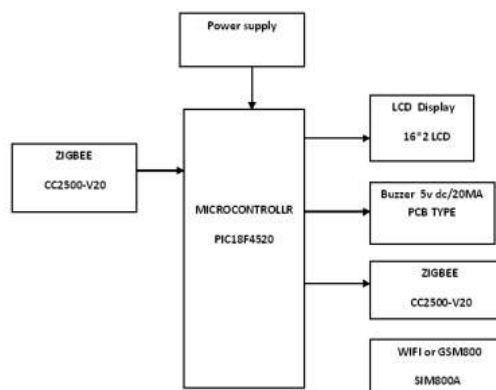 Power supply
LCD Display
16*2 LCD
ZIGBEE
CC2500-V20
MICROCONTROLLR
PIC18F4520
Buzzer 5v dc/20MA
PCB TYPE
ZIGBEE
CC2500-V20
WIFI or GSM800
SIM800A